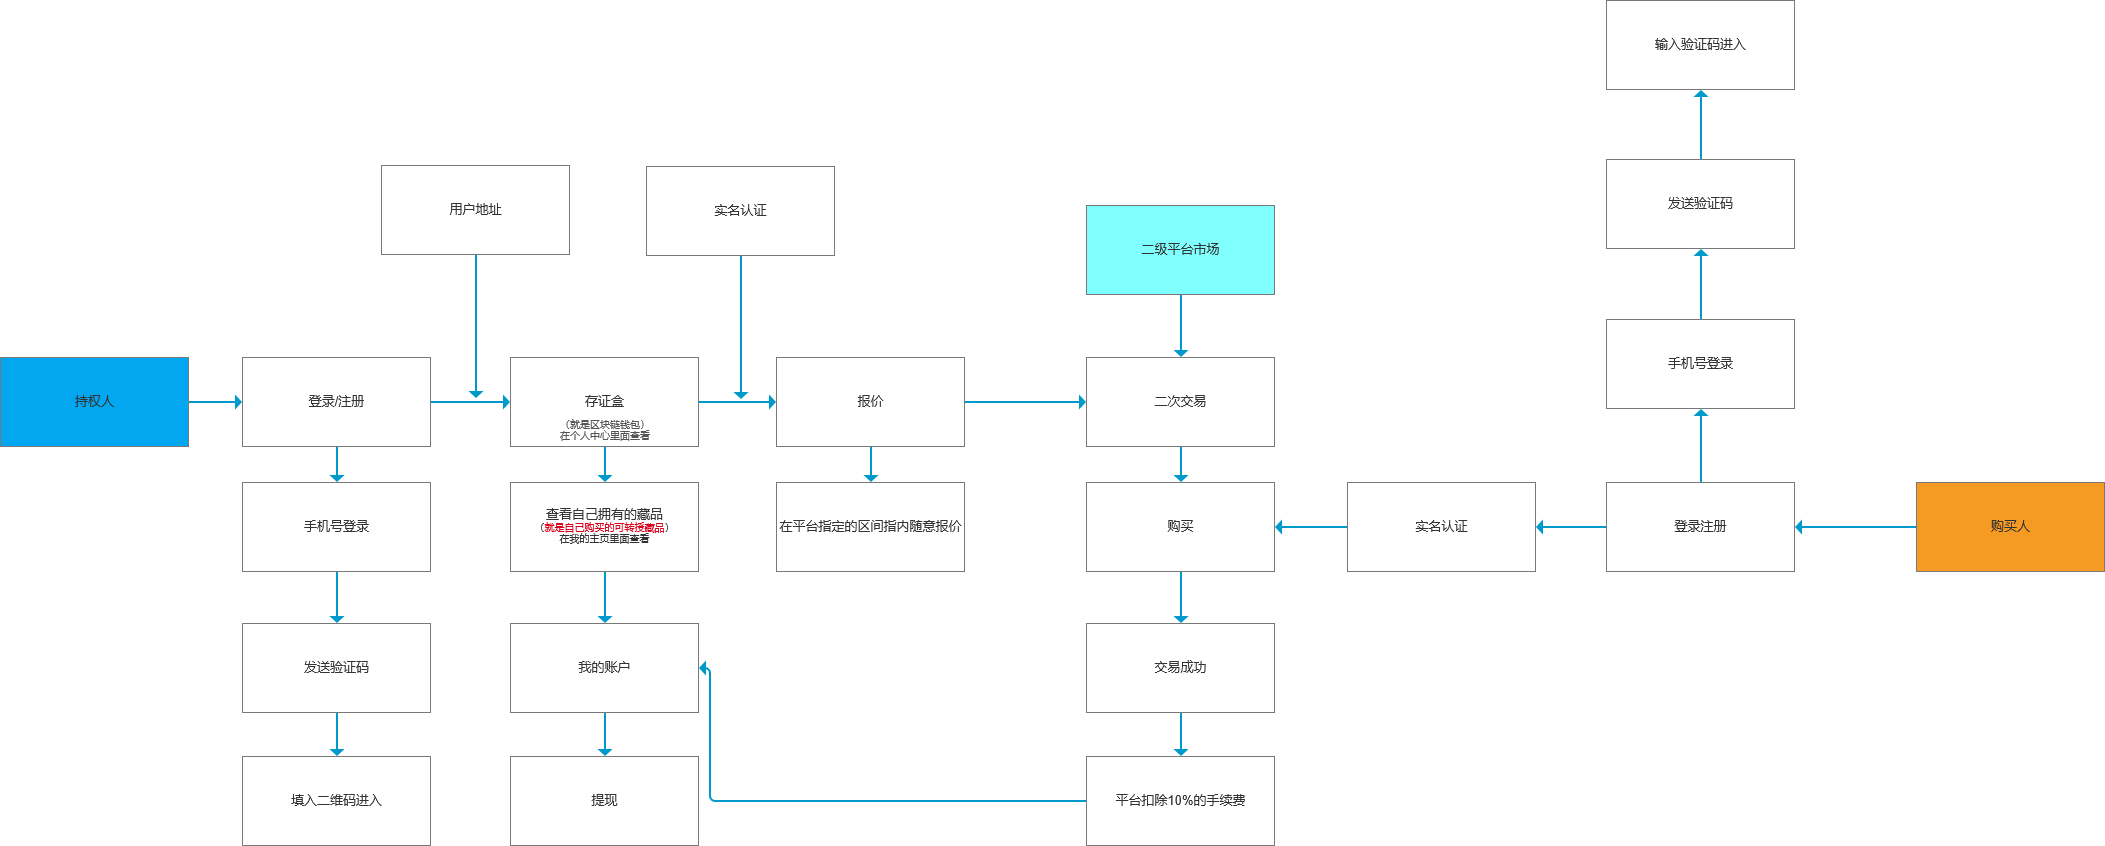 输入验证码进入
发送验证码
用户地址
实名认证
二级平台市场
手机号登录
持权人
登录/注册
存证盒
（就是区块链钱包）
在个人中心里面查看
报价
二次交易
手机号登录
查看自己拥有的藏品
（就是自己购买的可转授藏品）
在我的主页里面查看
在平台指定的区间指内随意报价
购买
实名认证
登录注册
购买人
发送验证码
我的账户
交易成功
填入二维码进入
提现
平台扣除10%的手续费